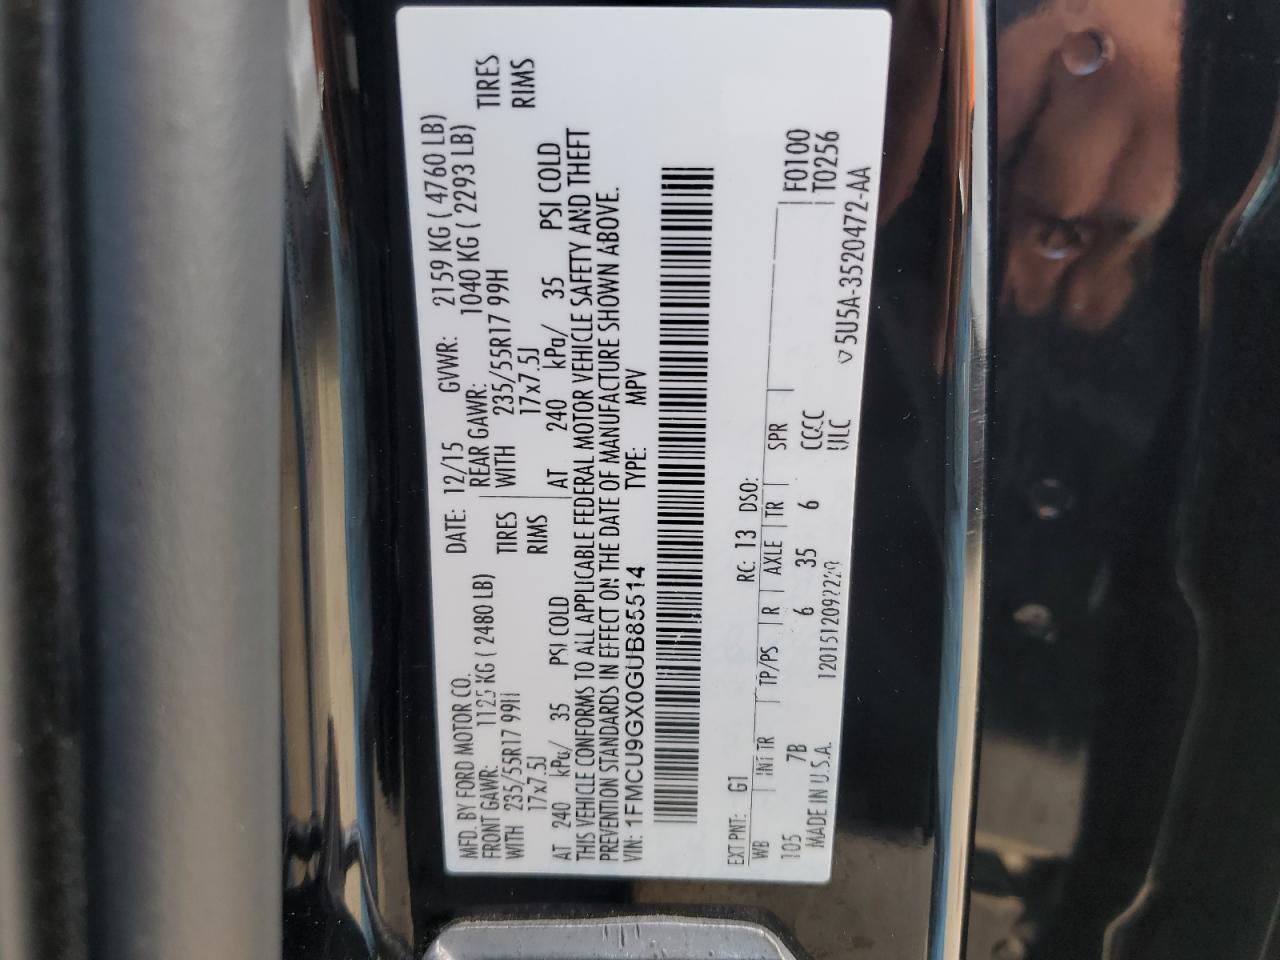 MFD. BY FORD MOTOR CO. DATE: 12/15 GVWR: 2159 KG ( 4760 LB)
FRONT GAWR: 1125 KG ( 2480 LB) REAR GAWR: 1040 KG ( 2293 LB)
WITH 235/55R17 99H TIRES WITH 235/55R17 99H TIRES
17x7.5J RIMS 17x7.5J RIMS
AT 240 kPa/ 35 PSI COLD AT 240 kPa/ 35 PSI COLD
THIS VEHICLE CONFORMS TO ALL APPLICABLE FEDERAL MOTOR VEHICLE SAFETY AND THEFT
PREVENTION STANDARDS IN EFFECT ON THE DATE OF MANUFACTURE SHOWN ABOVE.
VIN: 1FMCU9GX0GUB85514 TYPE: MPV
EXT PNT: G1 RC: 13 DSO: F0100
WB INT TR TP/PS R AXLE TR SPR T0256
105 7B 6 35 6
MADE IN U.S.A. ULC ▽5U5A-3520472-AA